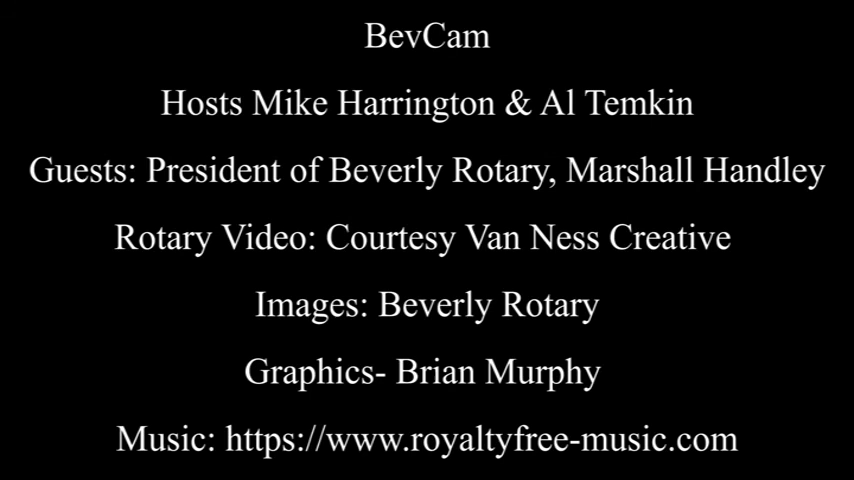 BevCam
Hosts Mike Harrington & Al Temkin
Guests: President of Beverly Rotary, Marshall Handley
Rotary Video: Courtesy Van Ness Creative
Images: Beverly Rotary
Graphics- Brian Murphy
Music: https://www.royaltyfree-music.com